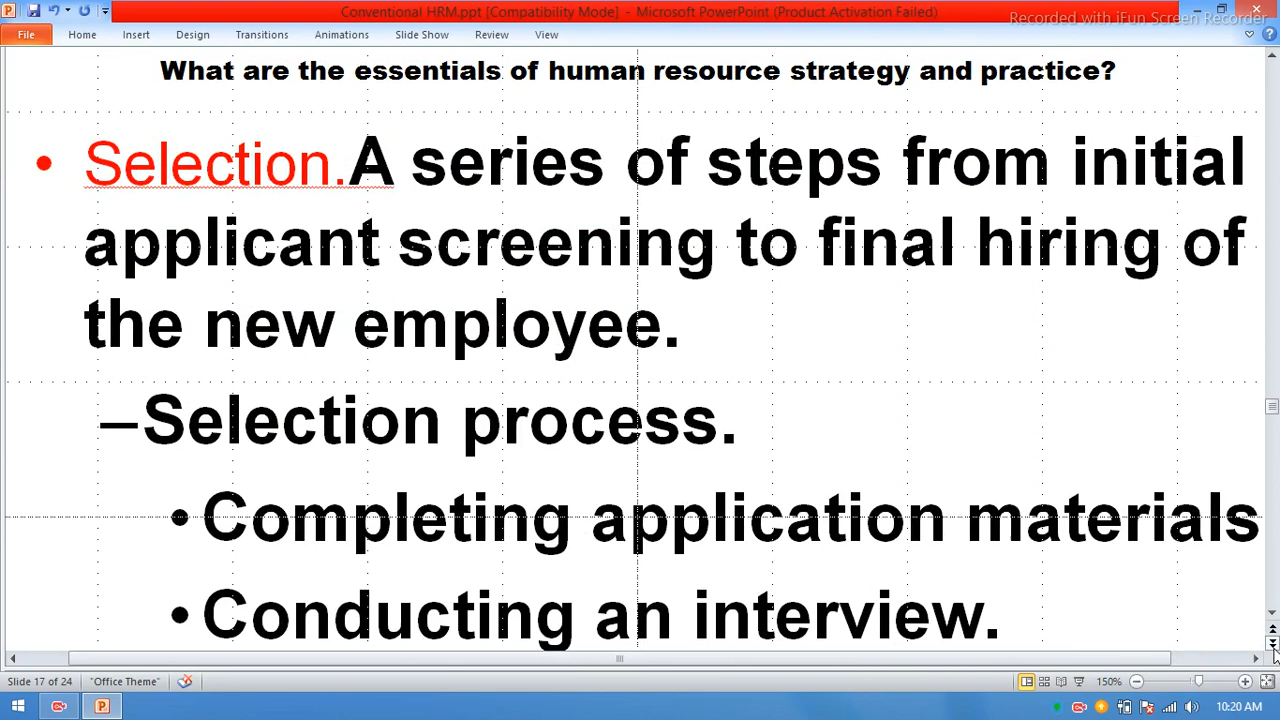 Conventional HRM.ppt [Compatibility Mode] - Microsoft PowerPoint (Product Activation Failed)
Recorded with iFun Screen Recorder
File Home Insert Design Transitions Animations Slide Show Review View
What are the essentials of human resource strategy and practice?
• Selection.A series of steps from initial
applicant screening to final hiring of
the new employee.
–Selection process.
•Completing application materials
•Conducting an interview.
Slide 17 of 24 "Office Theme" 150%
10:20 AM